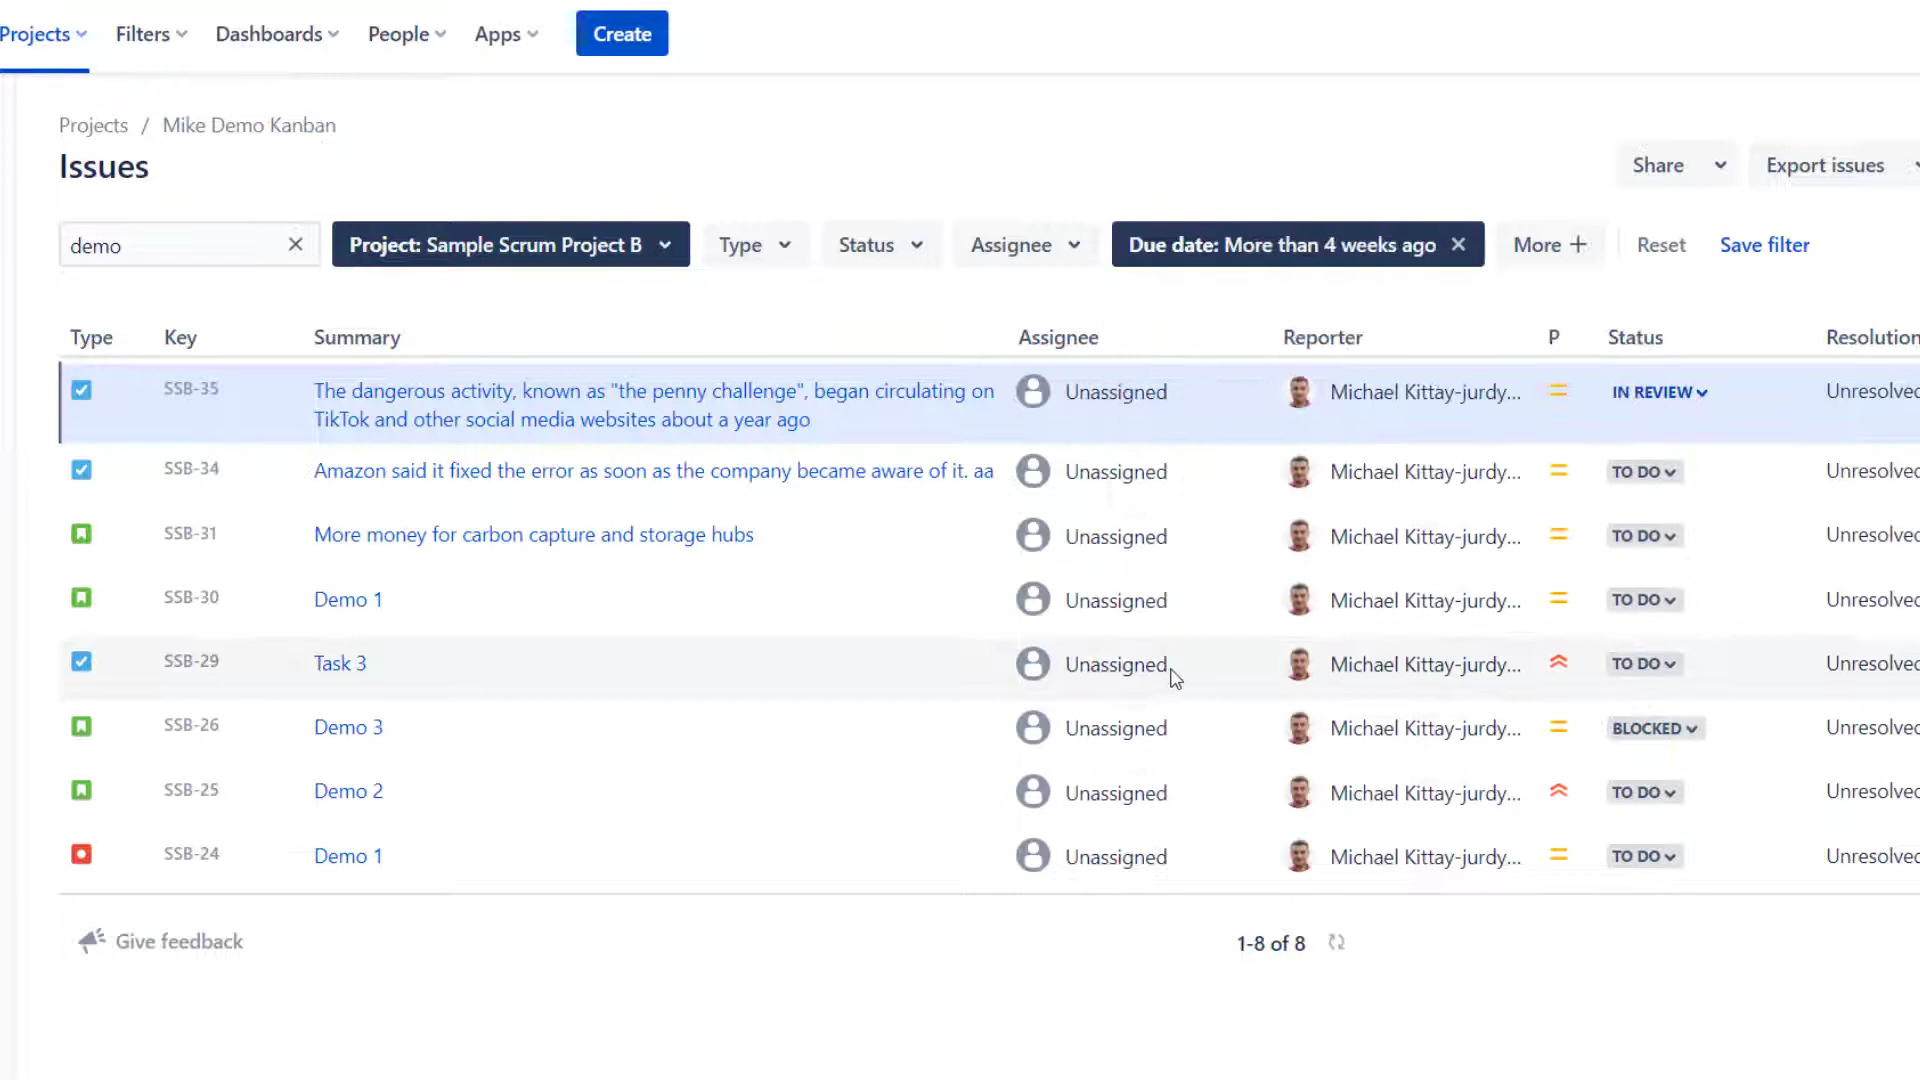 Projects Filters Dashboards People Apps Create
Projects / Mike Demo Kanban
Issues
Share Export issues
demo Project: Sample Scrum Project B Type Status Assignee Due date: More than 4 weeks ago More Reset Save filter
Type Key Summary Assignee Reporter P Status Resolution
SSB-35 The dangerous activity, known as "the penny challenge", began circulating on Unassigned Michael Kittay-jurdy... IN REVIEW Unresolved
TikTok and other social media websites about a year ago
SSB-34 Amazon said it fixed the error as soon as the company became aware of it. aa Unassigned Michael Kittay-jurdy... TO DO Unresolved
SSB-31 More money for carbon capture and storage hubs Unassigned Michael Kittay-jurdy... TO DO Unresolved
SSB-30 Demo 1 Unassigned Michael Kittay-jurdy... TO DO Unresolved
SSB-29 Task 3 Unassigned Michael Kittay-jurdy... TO DO Unresolved
SSB-26 Demo 3 Unassigned Michael Kittay-jurdy... BLOCKED Unresolved
SSB-25 Demo 2 Unassigned Michael Kittay-jurdy... TO DO Unresolved
SSB-24 Demo 1 Unassigned Michael Kittay-jurdy... TO DO Unresolved
Give feedback 1-8 of 8